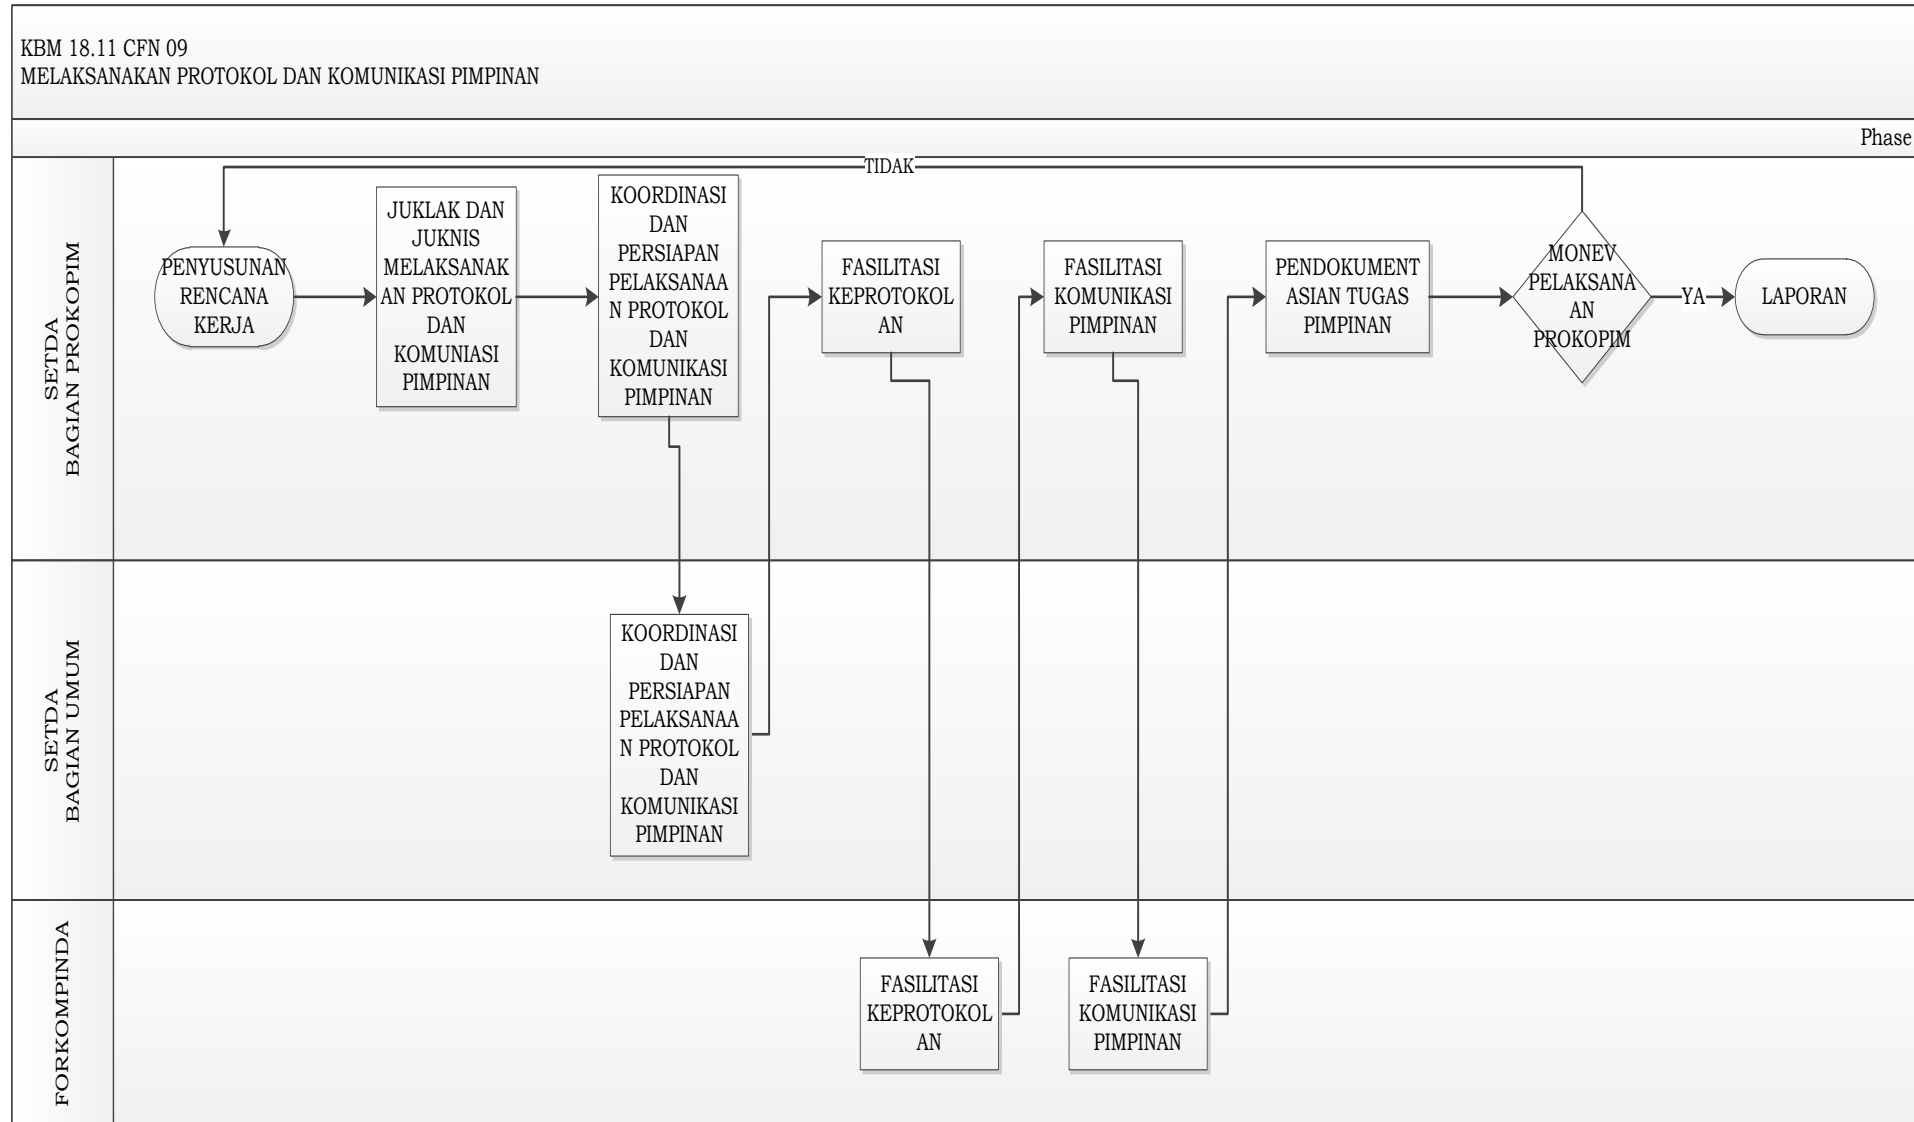 KBM 18.11 CFN 09
MELAKSANAKAN PROTOKOL DAN KOMUNIKASI PIMPINAN
Phase
SETDA
BAGIAN PROKOPIM
TIDAK
PENYUSUNAN
RENCANA
KERJA
JUKLAK DAN
JUKNIS
MELAKSANAK
AN PROTOKOL
DAN
KOMUNIASI
PIMPINAN
KOORDINASI
DAN
PERSIAPAN
PELAKSANAA
N PROTOKOL
DAN
KOMUNIKASI
PIMPINAN
FASILITASI
KEPROTOKOL
AN
FASILITASI
KOMUNIKASI
PIMPINAN
PENDOKUMENT
ASIAN TUGAS
PIMPINAN
MONEV
PELAKSANA
AN
PROKOPIM
YA
LAPORAN
SETDA
BAGIAN UMUM
KOORDINASI
DAN
PERSIAPAN
PELAKSANAA
N PROTOKOL
DAN
KOMUNIKASI
PIMPINAN
FORKOMPINDA
FASILITASI
KEPROTOKOL
AN
FASILITASI
KOMUNIKASI
PIMPINAN